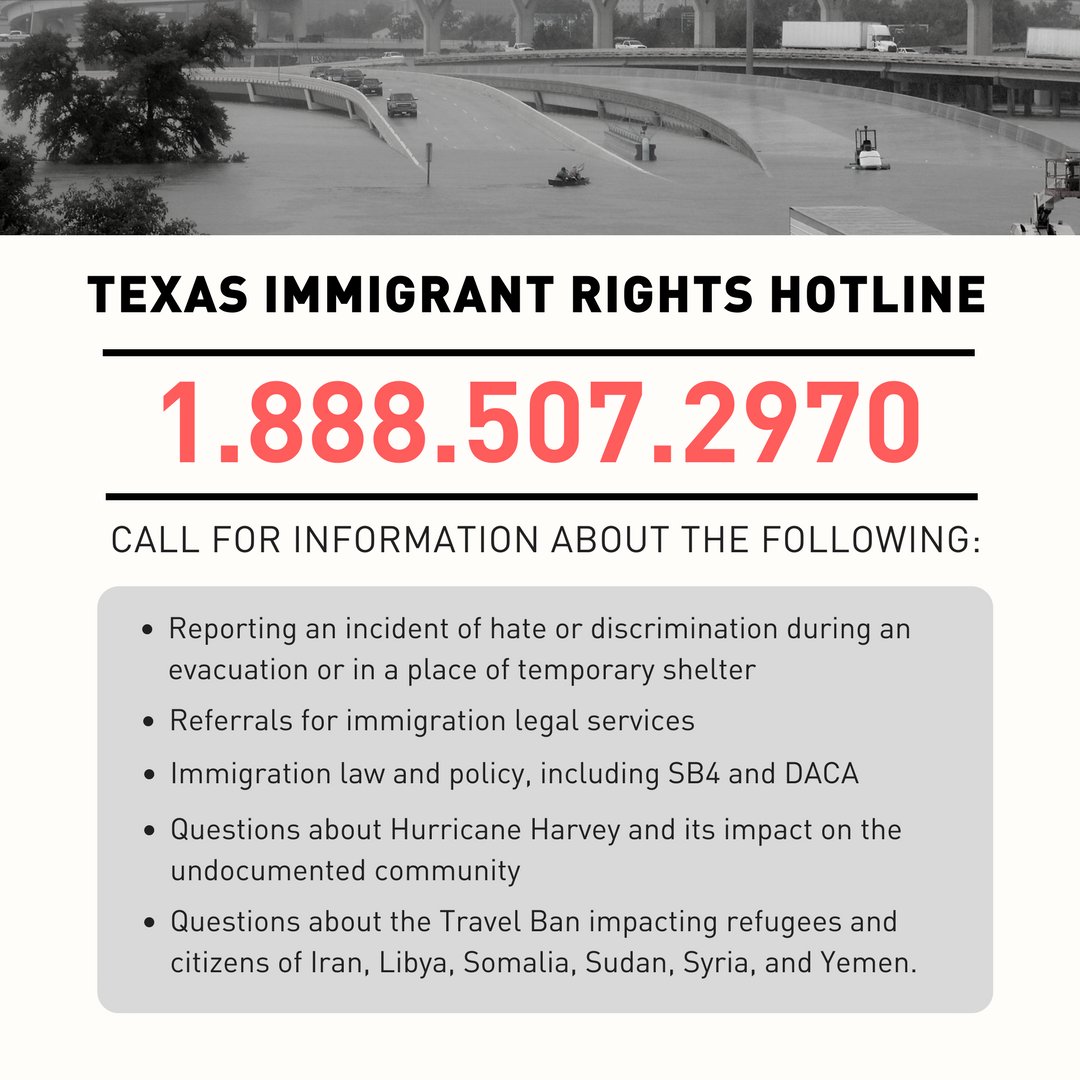 TEXAS IMMIGRANT RIGHTS HOTLINE
1.888.507.2970
CALL FOR INFORMATION ABOUT THE FOLLOWING:
• Reporting an incident of hate or discrimination during an
evacuation or in a place of temporary shelter
• Referrals for immigration legal services
• Immigration law and policy, including SB4 and DACA
• Questions about Hurricane Harvey and its impact on the
undocumented community
• Questions about the Travel Ban impacting refugees and
citizens of Iran, Libya, Somalia, Sudan, Syria, and Yemen.